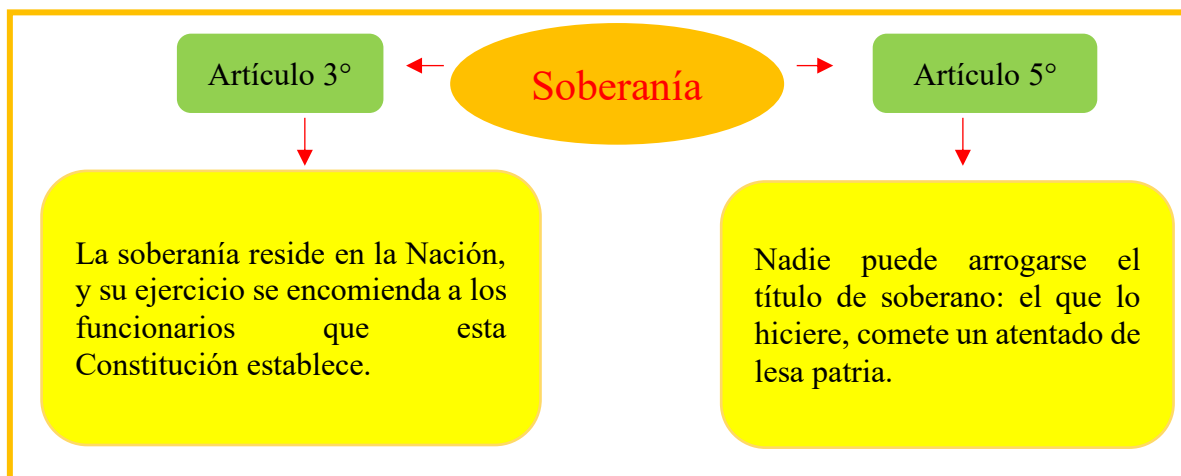 Soberanía
Artículo 3°
La soberanía reside en la Nación,
y su ejercicio se encomienda a los
funcionarios que esta
Constitución establece.
Artículo 5°
Nadie puede arrogarse el
título de soberano: el que lo
hiciere, comete un atentado de
lesa patria.